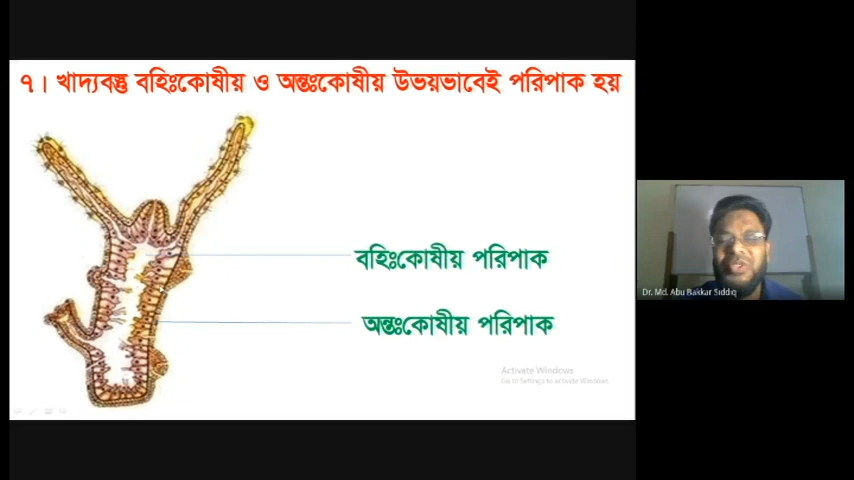 ৭। খাদ্যবস্তু বহিঃকোষীয় ও অন্তঃকোষীয় উভয়ভাবেই পরিপাক হয়
বহিঃকোষীয় পরিপাক
অন্তঃকোষীয় পরিপাক
Activate Windows
Go to Settings to activate Windows.
Dr. Md. Abu Bakkar Siddiq